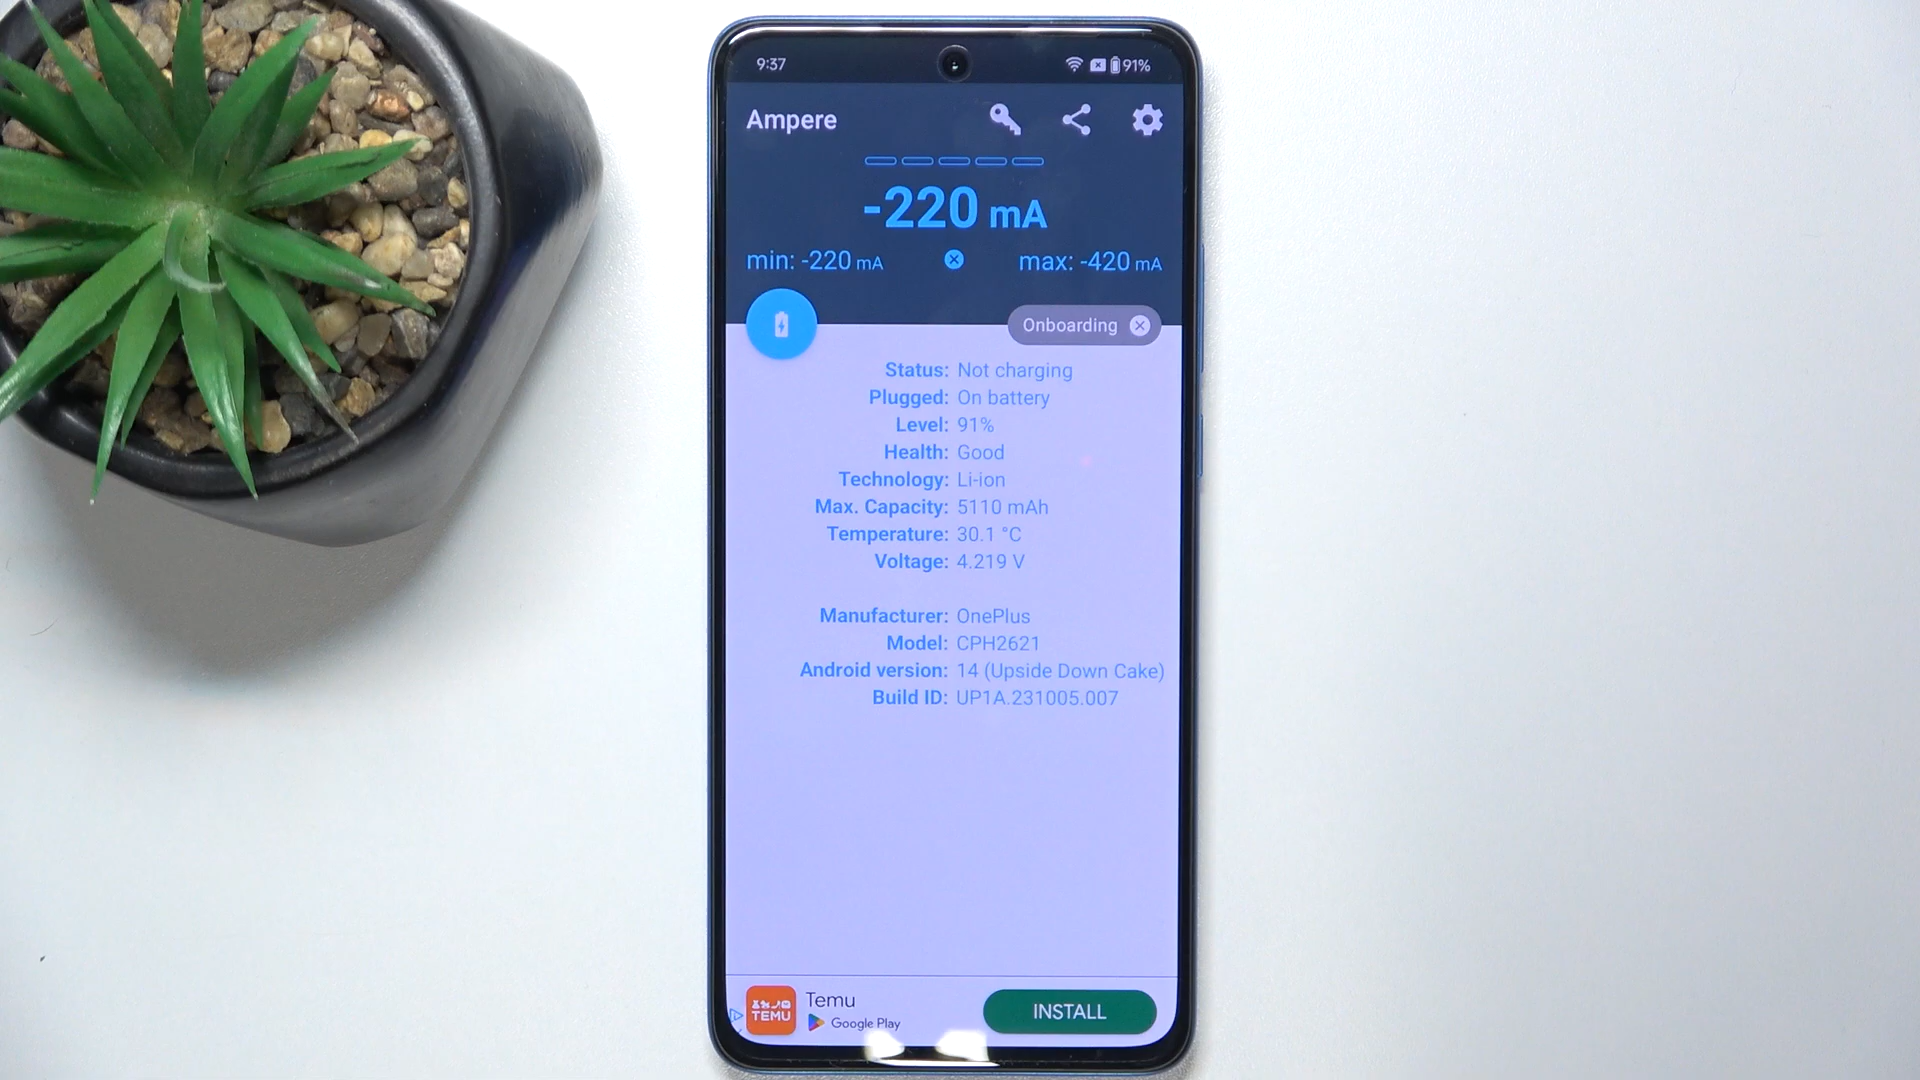 9:37
91%
Ampere
-220 mA
min: -220 mA
max: -420 mA
Onboarding
Status: Not charging
Plugged: On battery
Level: 91%
Health: Good
Technology: Li-ion
Max. Capacity: 5110 mAh
Temperature: 30.1 °C
Voltage: 4.219 V
Manufacturer: OnePlus
Model: CPH2621
Android version: 14 (Upside Down Cake)
Build ID: UP1A.231005.007
TEMU
Temu
Google Play
INSTALL